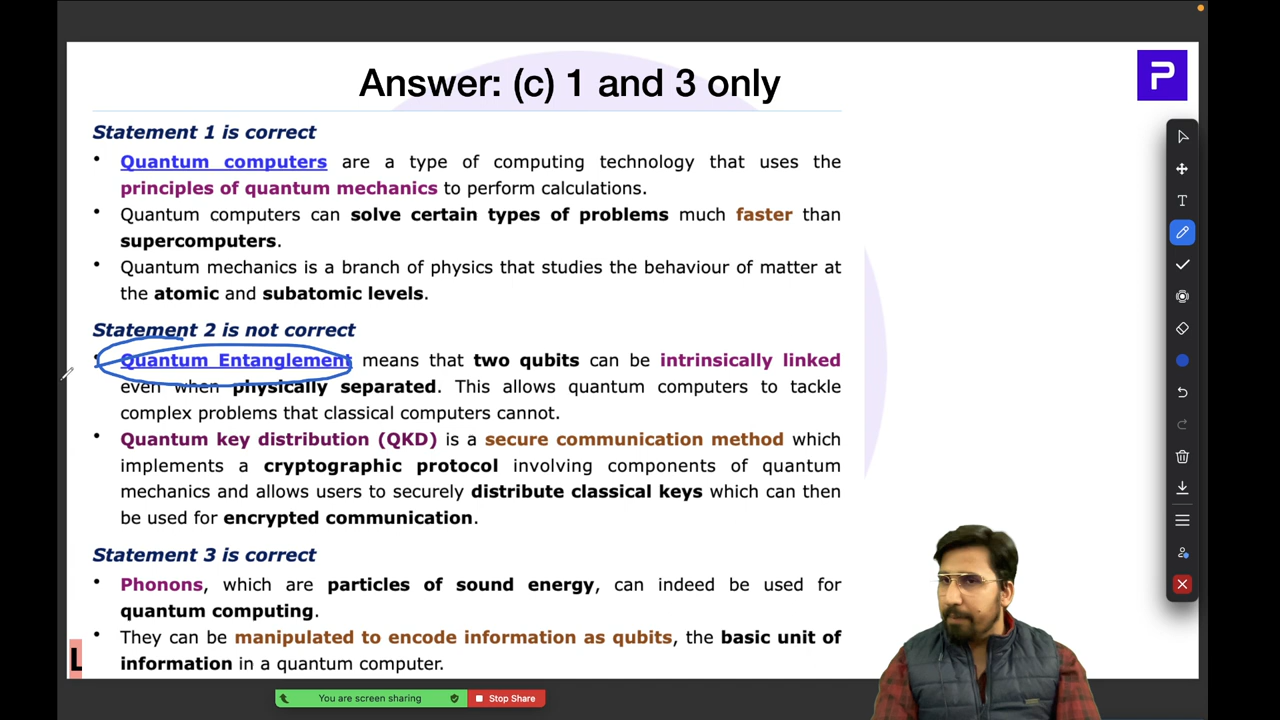 Answer: (c) 1 and 3 only
P
Statement 1 is correct
• Quantum computers are a type of computing technology that uses the
principles of quantum mechanics to perform calculations.
• Quantum computers can solve certain types of problems much faster than
supercomputers.
• Quantum mechanics is a branch of physics that studies the behaviour of matter at
the atomic and subatomic levels.
Statement 2 is not correct
• Quantum Entanglement means that two qubits can be intrinsically linked
even when physically separated. This allows quantum computers to tackle
complex problems that classical computers cannot.
• Quantum key distribution (QKD) is a secure communication method which
implements a cryptographic protocol involving components of quantum
mechanics and allows users to securely distribute classical keys which can then
be used for encrypted communication.
Statement 3 is correct
• Phonons, which are particles of sound energy, can indeed be used for
quantum computing.
• They can be manipulated to encode information as qubits, the basic unit of
information in a quantum computer.
L
T
You are screen sharing
Stop Share